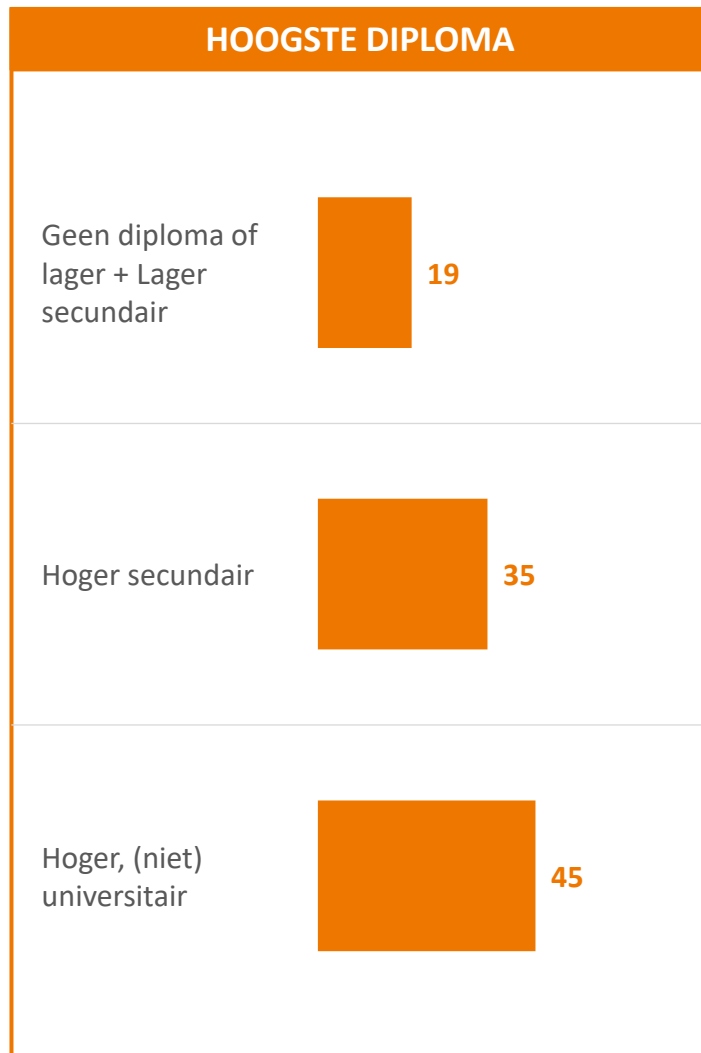 HOOGSTE DIPLOMA
Geen diploma of
lager + Lager
secundair
19
Hoger secundair
35
Hoger, (niet)
universitair
45